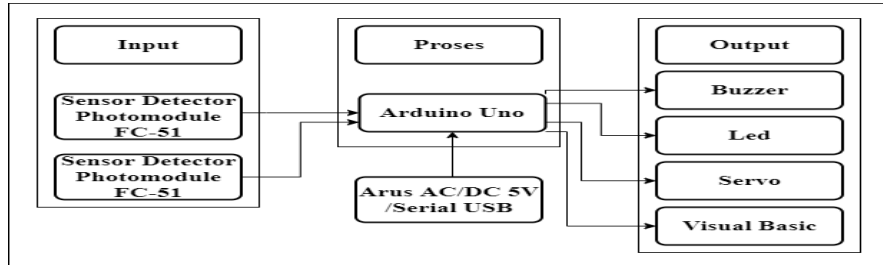 Input
Sensor Detector
Photomodule
FC-51
Sensor Detector
Photomodule
FC-51
Proses
Arduino Uno
Arus AC/DC 5V
/Serial USB
Output
Buzzer
Led
Servo
Visual Basic